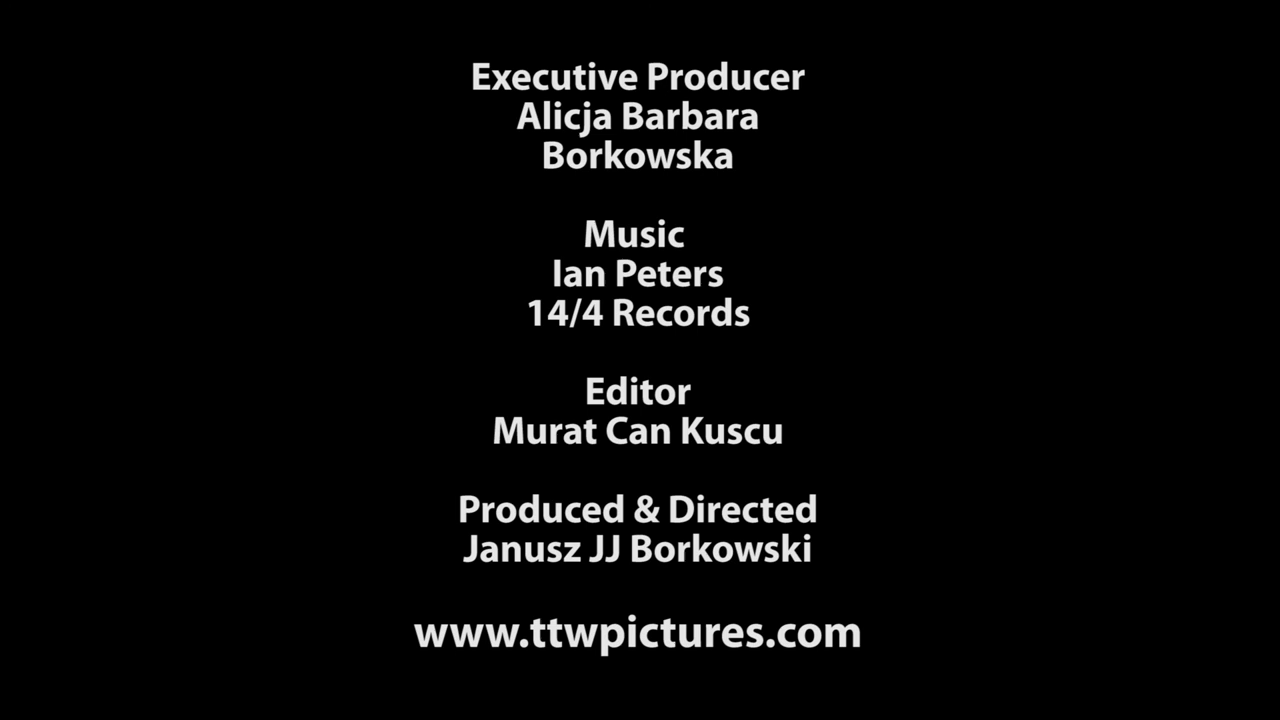 Executive Producer
Alicja Barbara
Borkowska
Music
Ian Peters
14/4 Records
Editor
Murat Can Kuscu
Produced & Directed
Janusz JJ Borkowski
www.ttwpictures.com